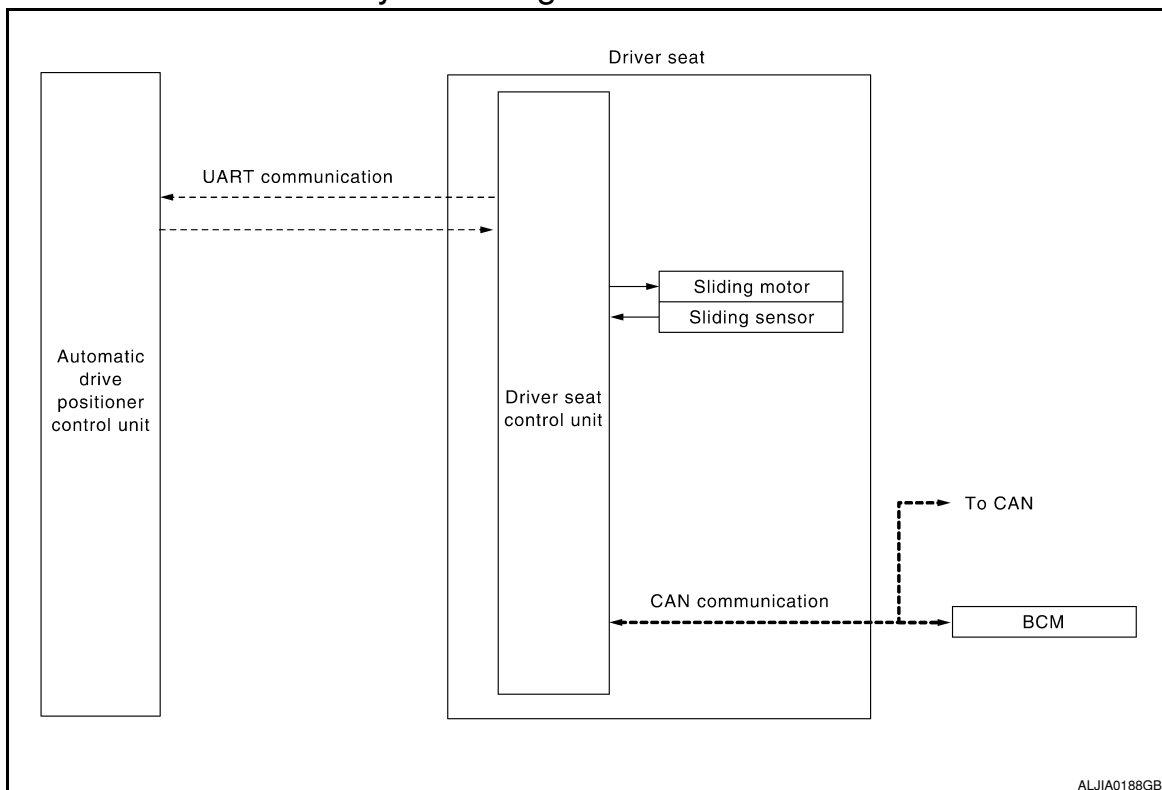 Driver seat
UART communication
Sliding motor
Sliding sensor
Automatic
drive
positioner
control unit
Driver seat
control unit
To CAN
CAN communication
BCM
ALJIA0188GB